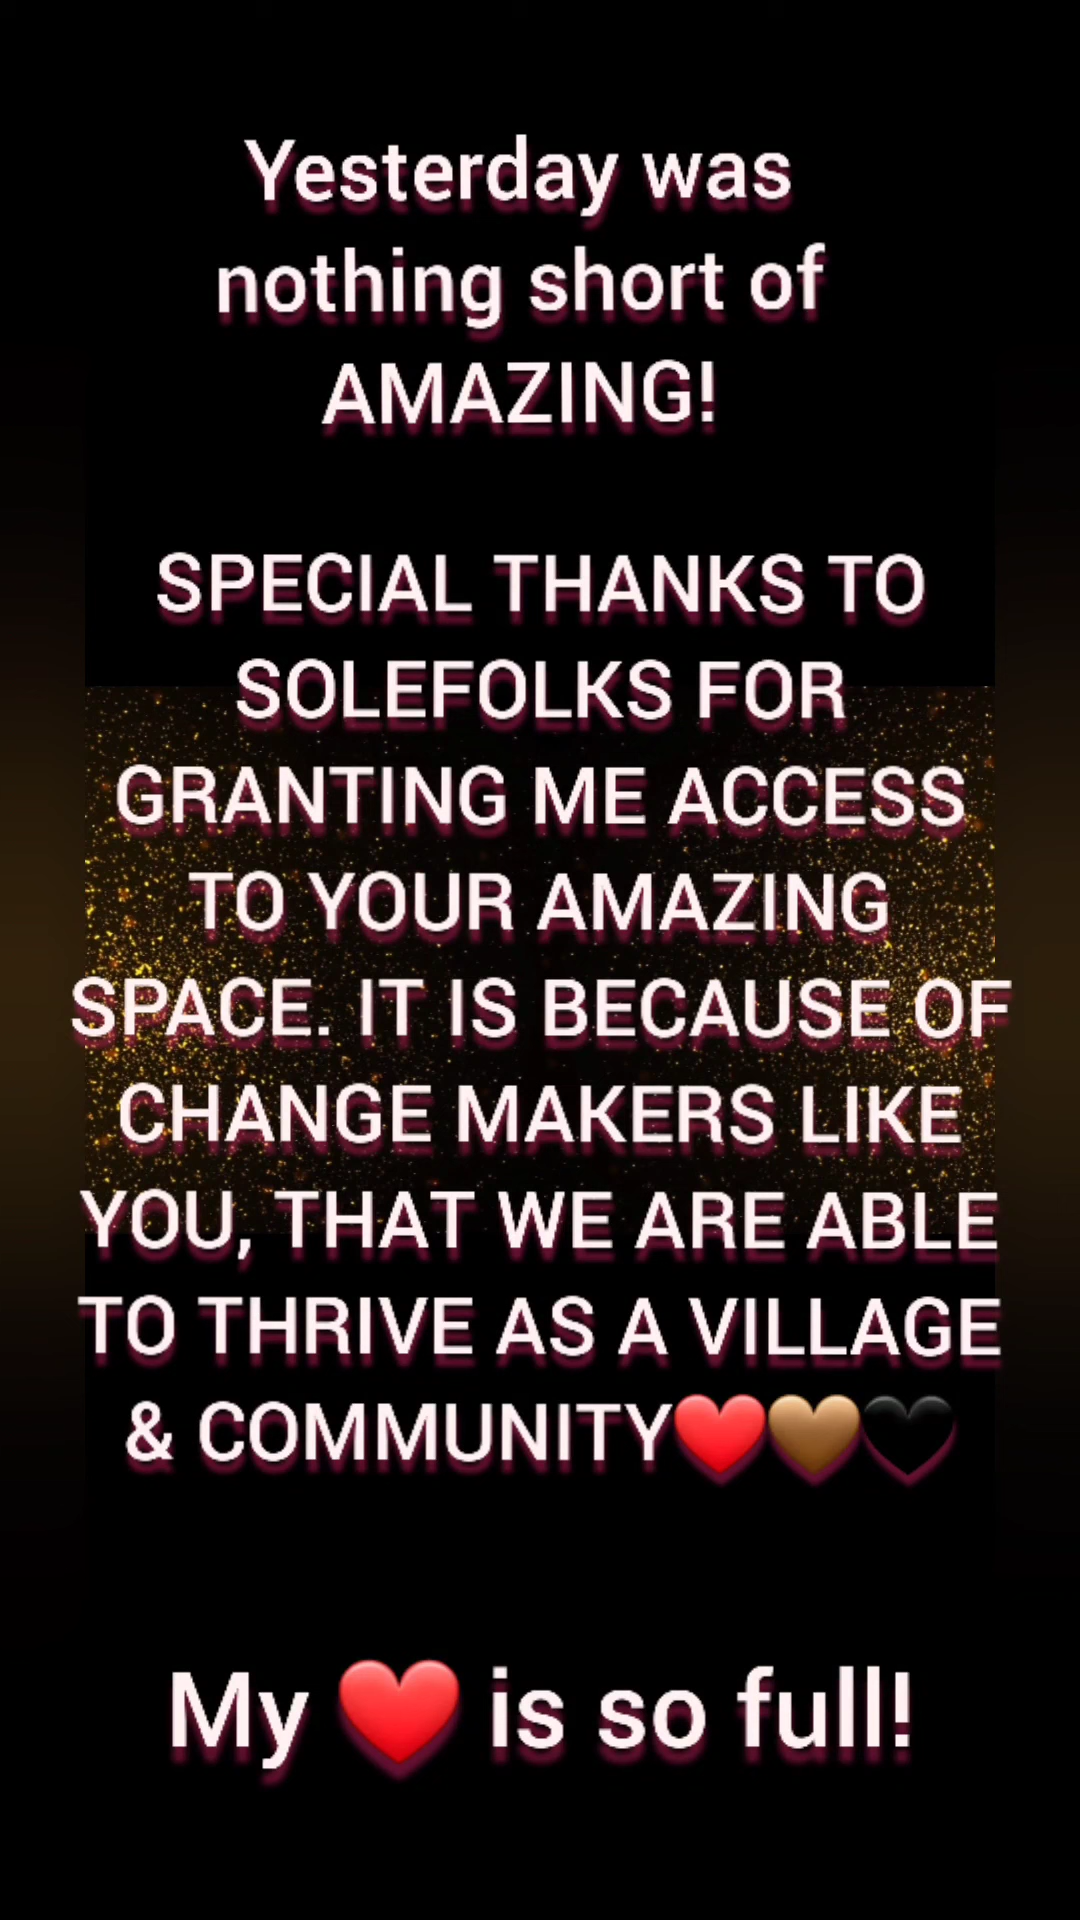 Yesterday was
nothing short of
AMAZING!
SPECIAL THANKS TO
SOLEFOLKS FOR
GRANTING ME ACCESS
TO YOUR AMAZING
SPACE. IT IS BECAUSE OF
CHANGE MAKERS LIKE
YOU, THAT WE ARE ABLE
TO THRIVE AS A VILLAGE
& COMMUNITY❤️🤎🖤
My ❤️ is so full!